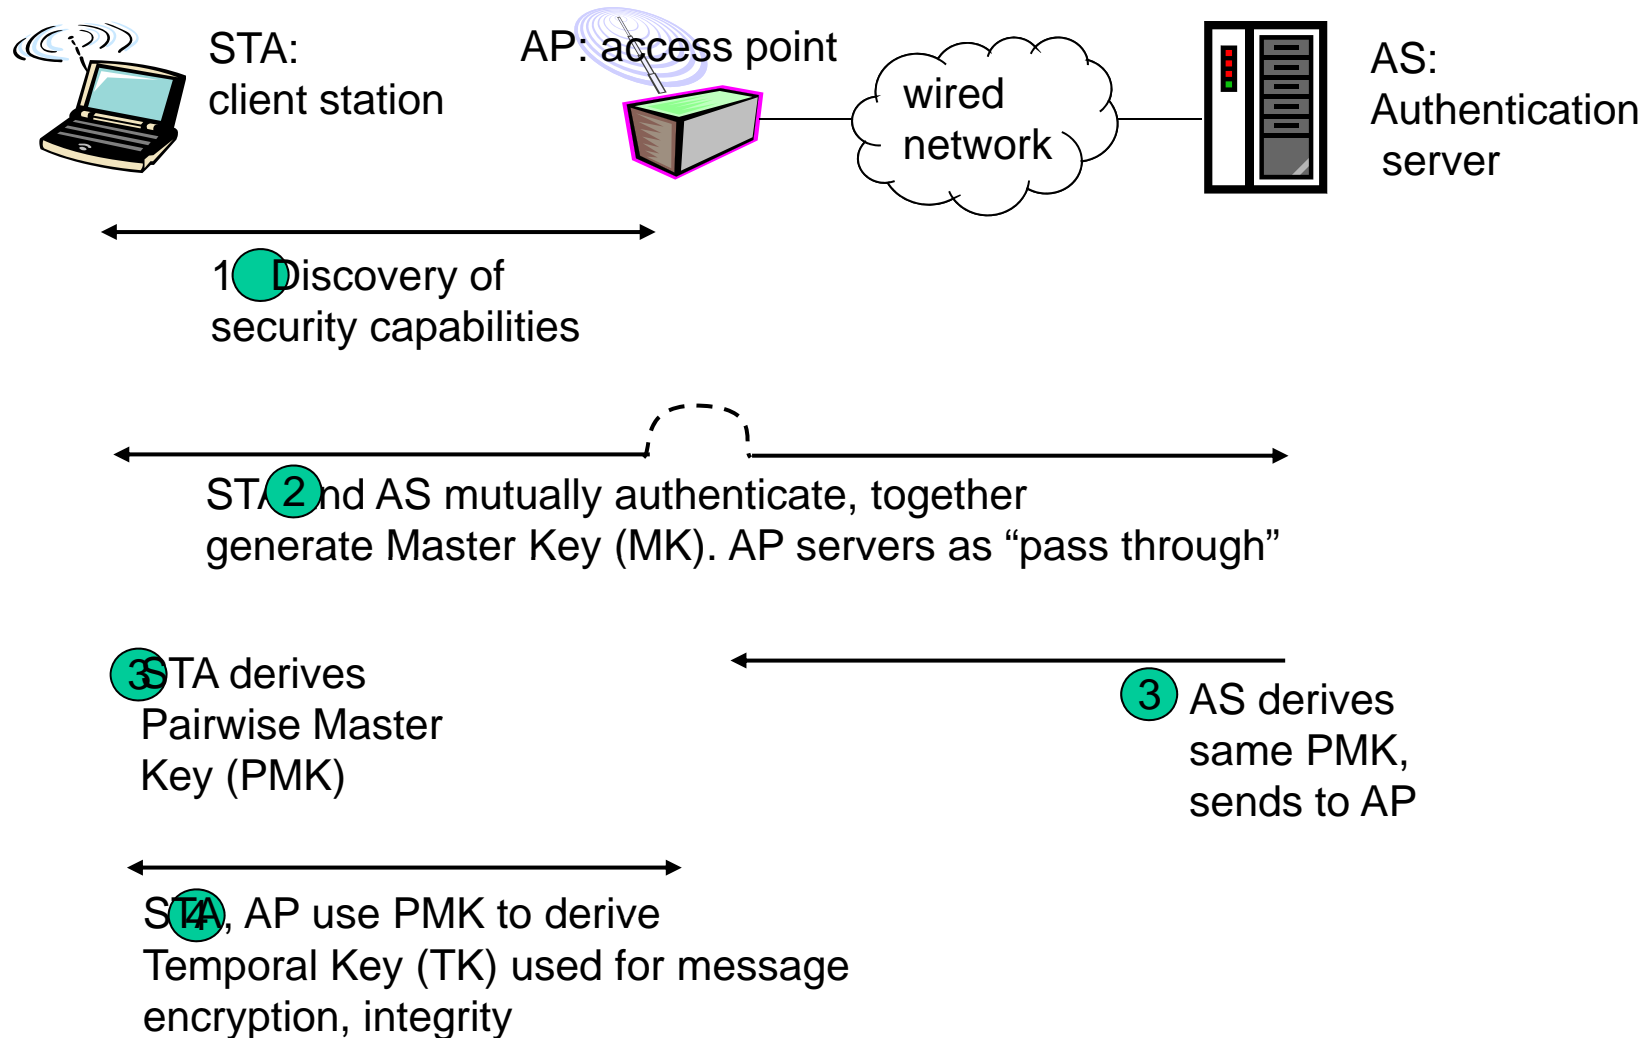 STA:
client station
AP: access point
wired
network
AS:
Authentication
server
1 Discovery of
security capabilities
2
STA and AS mutually authenticate, together
generate Master Key (MK). AP servers as “pass through”
3
STA derives
Pairwise Master
Key (PMK)
3
AS derives
same PMK,
sends to AP
4
STA, AP use PMK to derive
Temporal Key (TK) used for message
encryption, integrity